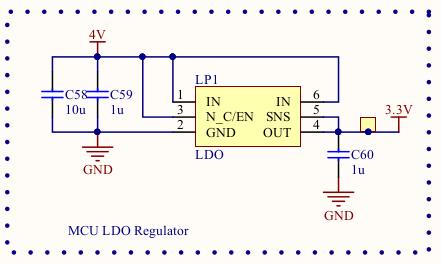 4V
3.3V
C58
10u
C59
1u
LP1
1 IN IN 6
3 N_C/EN SNS 5
2 GND OUT 4
LDO
C60
1u
GND
GND
MCU LDO Regulator